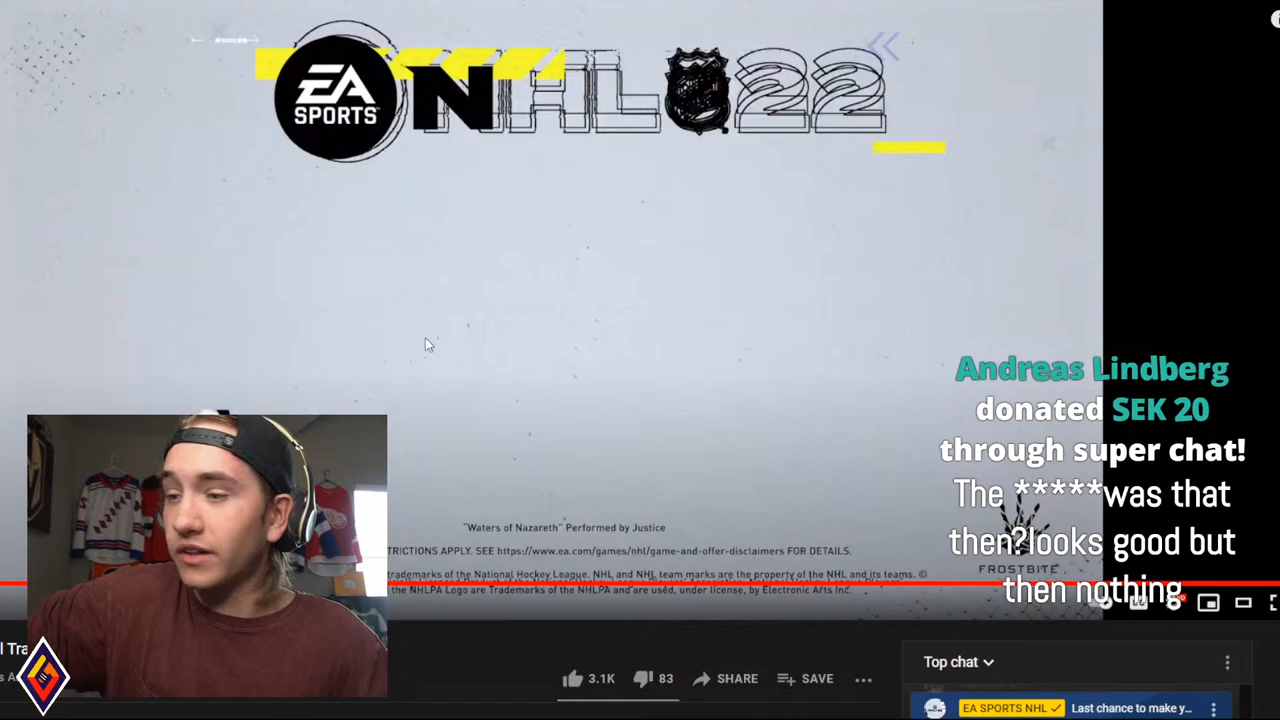 EA
SPORTS
NHL 22
Andreas Lindberg
donated SEK 20
through super chat!
The *****was that
then?looks good but
then nothing
"Waters of Nazareth" Performed by Justice
TRICTIONS APPLY. SEE https://www.ea.com/games/nhl/game-and-offer-disclaimers FOR DETAILS.
trademarks of the National Hockey League. NHL and NHL team marks are the property of the NHL and its teams. ©
the NHLPA Logo are Trademarks of the NHLPA and are used, under license, by Electronic Arts Inc.
FROSTBITE
l Tra
3.1K 83 SHARE SAVE
Top chat
EA SPORTS NHL Last chance to make y...